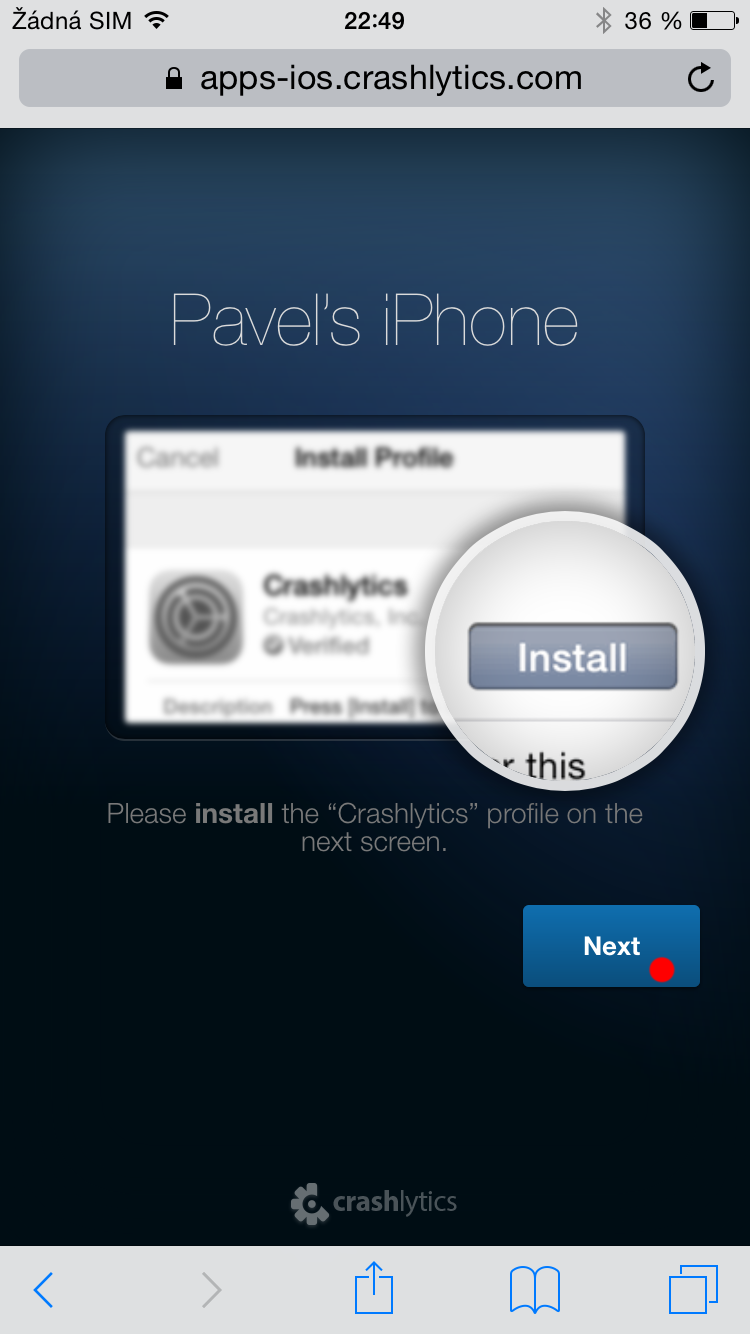 Žádná SIM 22:49 36 %
apps-ios.crashlytics.com
Pavel's iPhone
Cancel Install Profile
Crashlytics
Crashlytics, Inc.
Verified
Install
Description Press [Install] to
r this
Please install the “Crashlytics” profile on the
next screen.
Next
crashlytics